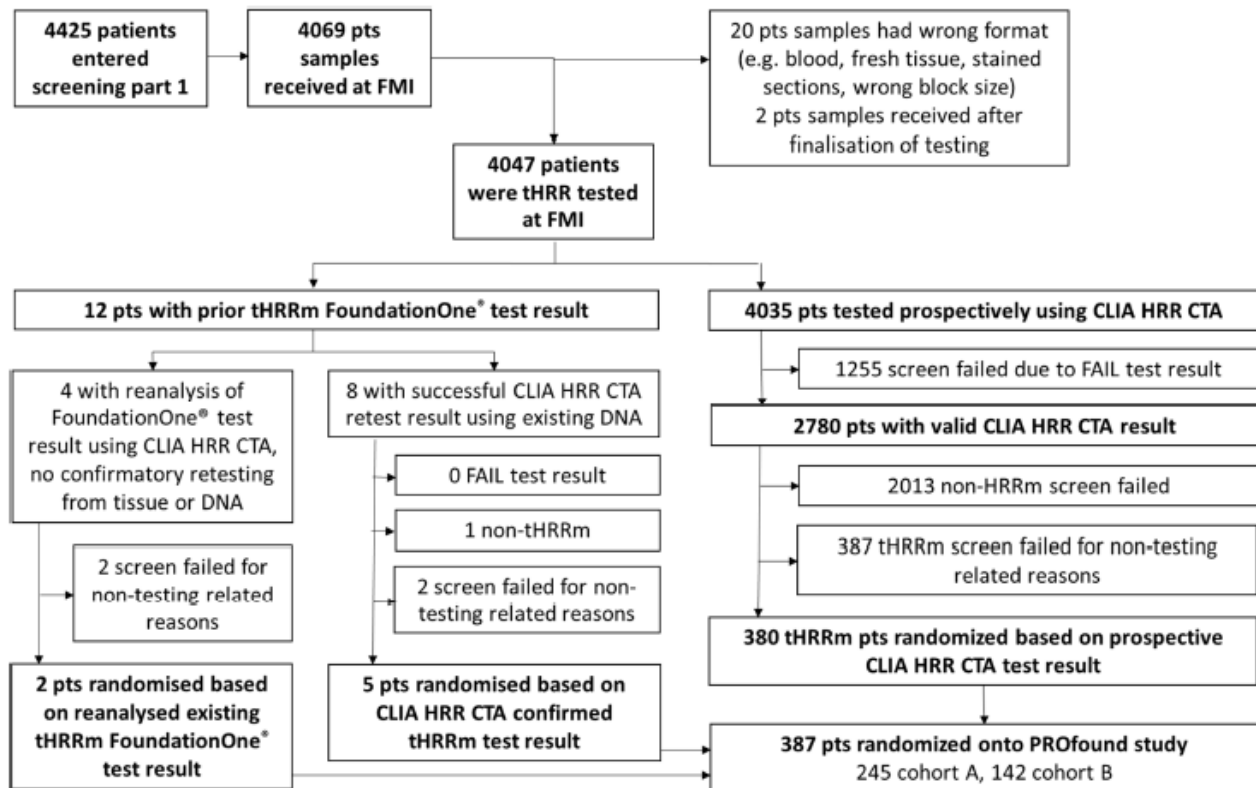 4425 patients
entered
screening part 1
4069 pts
samples
received at FMI
20 pts samples had wrong format
(e.g. blood, fresh tissue, stained
sections, wrong block size)
2 pts samples received after
finalisation of testing
4047 patients
were tHRR tested
at FMI
12 pts with prior tHRRm FoundationOne® test result
4035 pts tested prospectively using CLIA HRR CTA
4 with reanalysis of
FoundationOne® test
result using CLIA HRR CTA,
no confirmatory retesting
from tissue or DNA
8 with successful CLIA HRR CTA
retest result using existing DNA
1255 screen failed due to FAIL test result
2780 pts with valid CLIA HRR CTA result
0 FAIL test result
2013 non-HRRm screen failed
1 non-tHRRm
387 tHRRm screen failed for non-testing
related reasons
2 screen failed for
non-testing related
reasons
2 screen failed for non-
testing related reasons
380 tHRRm pts randomized based on prospective
CLIA HRR CTA test result
2 pts randomised based
on reanalysed existing
tHRRm FoundationOne®
test result
5 pts randomised based on
CLIA HRR CTA confirmed
tHRRm test result
387 pts randomized onto PROfound study
245 cohort A, 142 cohort B